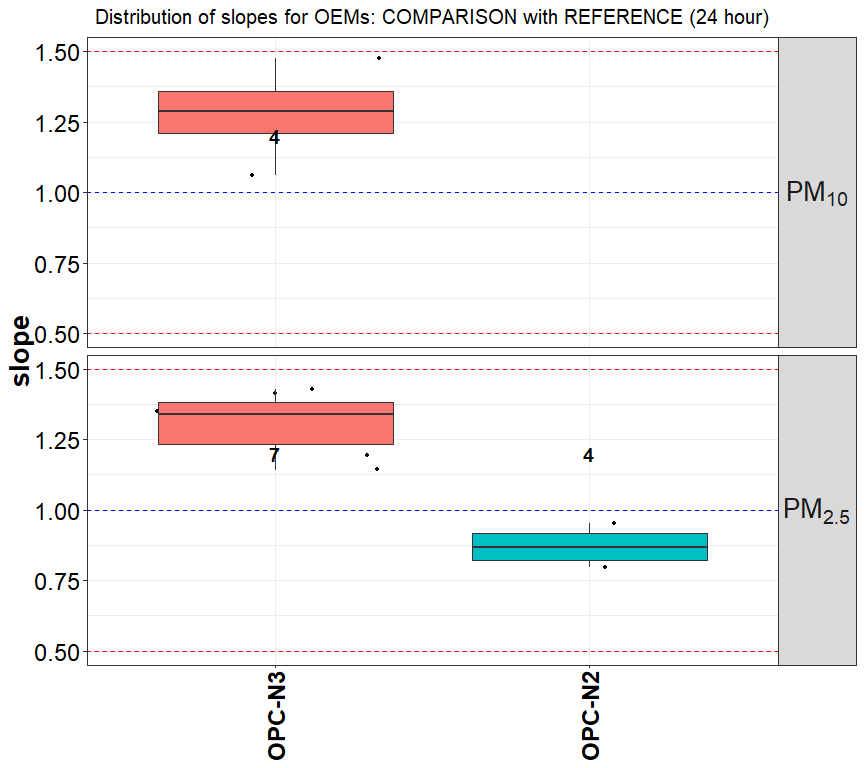 Distribution of slopes for OEMs: COMPARISON with REFERENCE (24 hour)
slope
1.50
1.25
1.00
0.75
0.50
4
PM10
1.50
1.25
1.00
0.75
0.50
7
4
PM2.5
OPC-N3
OPC-N2